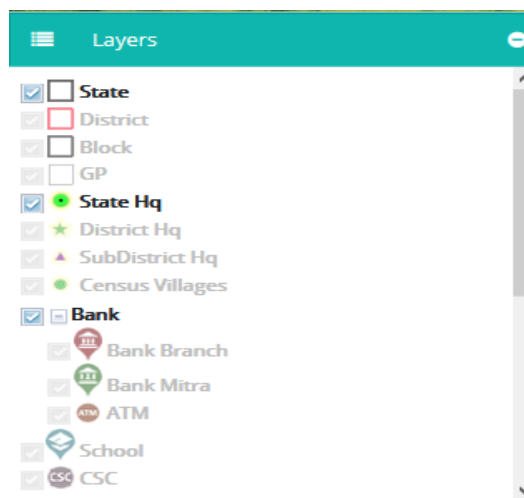 Layers
State
District
Block
GP
State Hq
District Hq
SubDistrict Hq
Census Villages
Bank
Bank Branch
Bank Mitra
ATM ATM
School
CSC CSC